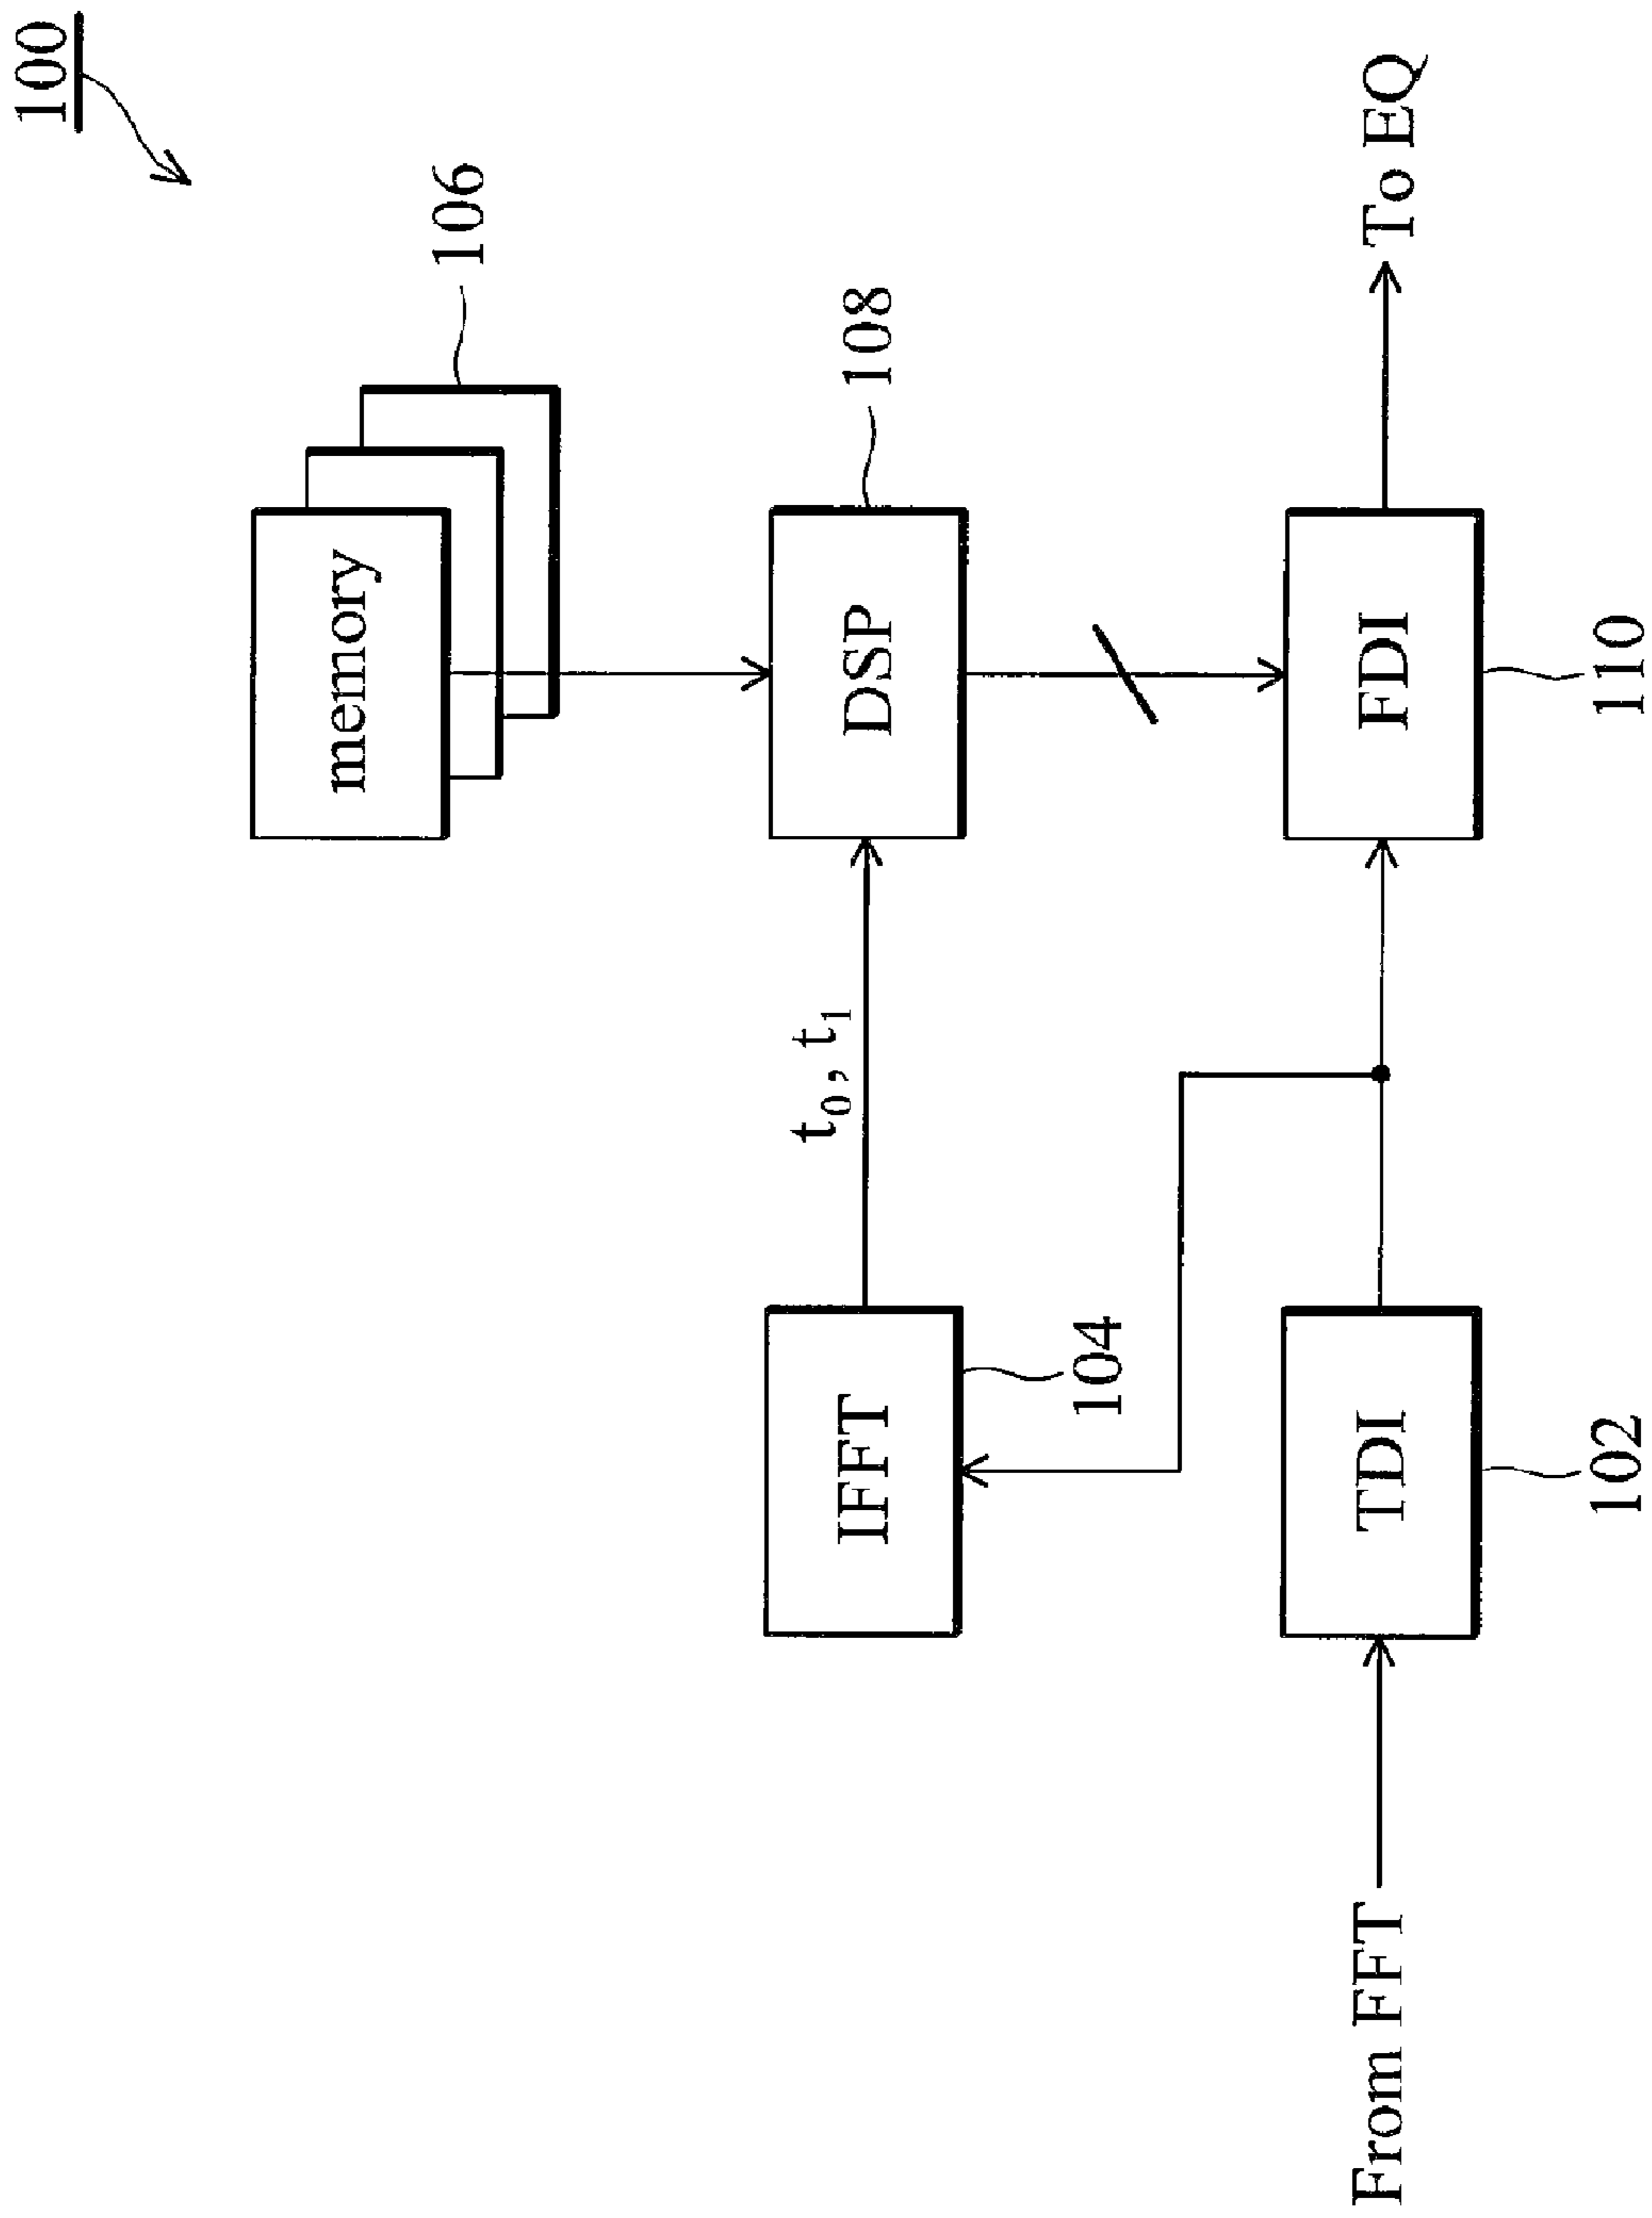 100
memory
106
IFFT
104
t0, t1
DSP
108
From FFT
TDI
102
FDI
110
To EQ